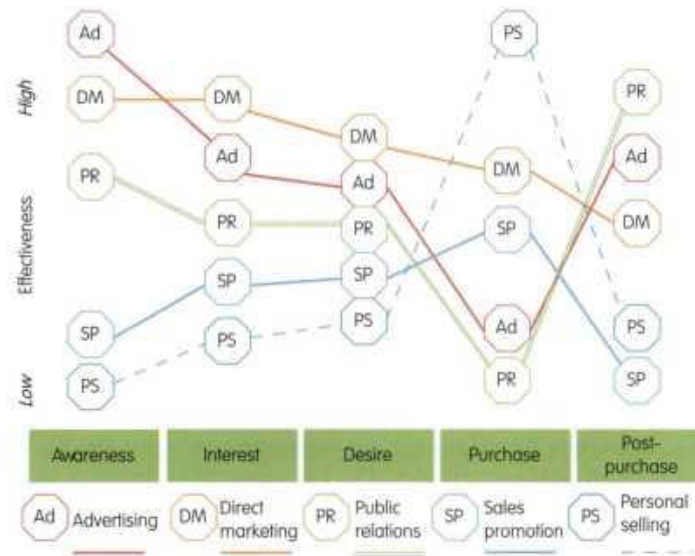 Ad
PS
High
DM
DM
PR
DM
Ad
Ad
PR
Ad
DM
Effectiveness
PR
PR
SP
DM
SP
SP
SP
PS
PS
Ad
PS
Low
PS
PR
SP
Awareness
Interest
Desire
Purchase
Post-
purchase
Ad
Advertising
DM
Direct
marketing
PR
Public
relations
SP
Sales
promotion
PS
Personal
selling